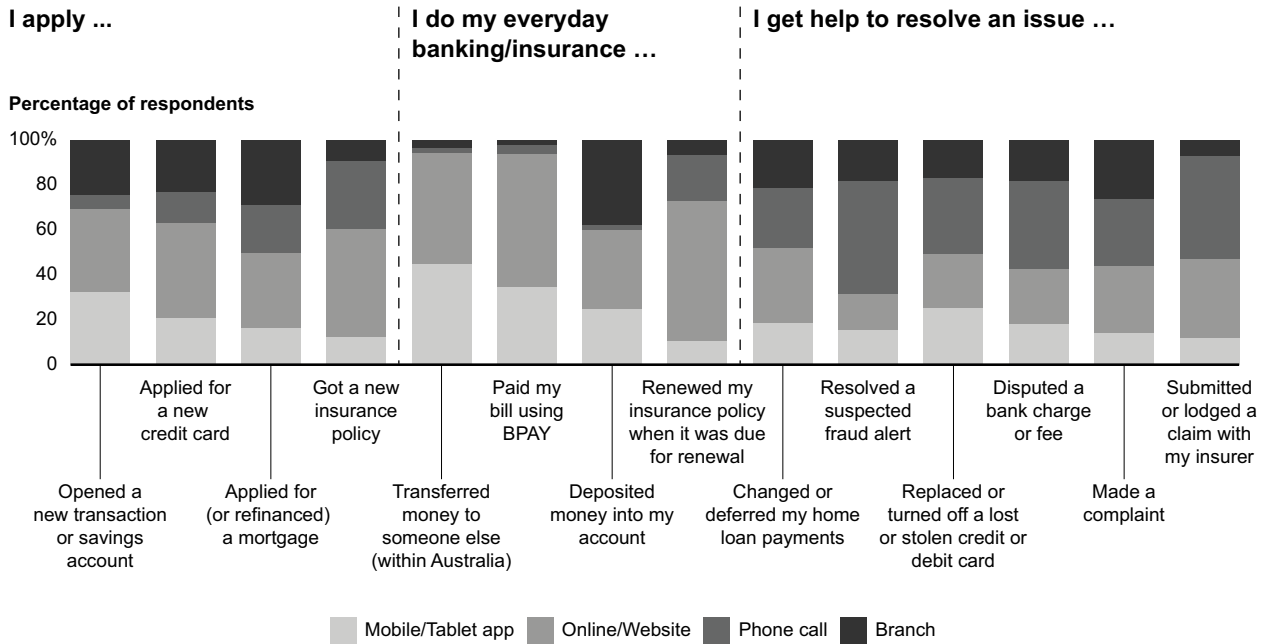 I apply ...
I do my everyday
banking/insurance …
I get help to resolve an issue …
Percentage of respondents
100%
80
60
40
20
0
Opened a
new transaction
or savings
account
Applied for
a new
credit card
Applied for
(or refinanced)
a mortgage
Got a new
insurance
policy
Transferred
money to
someone else
(within Australia)
Paid my
bill using
BPAY
Deposited
money into my
account
Renewed my
insurance policy
when it was due
for renewal
Changed or
deferred my home
loan payments
Resolved a
suspected
fraud alert
Replaced or
turned off a lost
or stolen credit or
debit card
Disputed a
bank charge
or fee
Made a
complaint
Submitted
or lodged a
claim with
my insurer
Mobile/Tablet app
Online/Website
Phone call
Branch